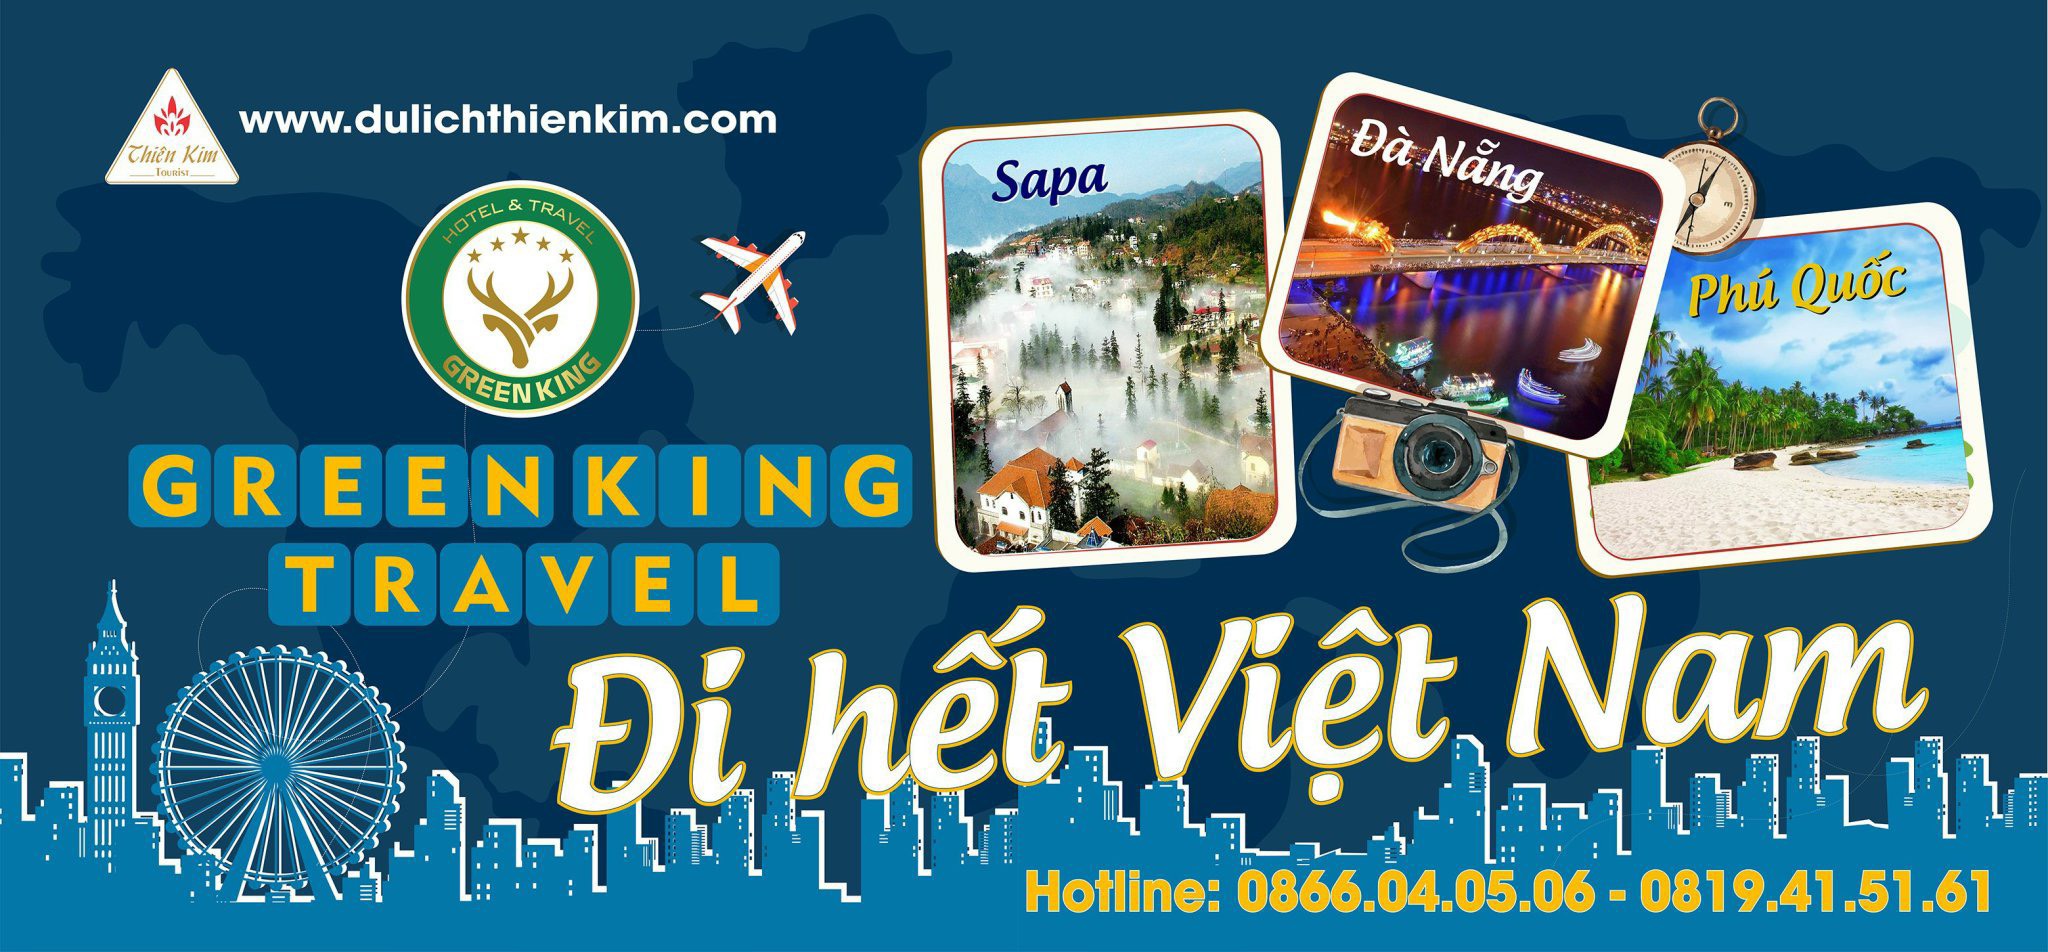 Thiên Kim
TOURIST
www.dulichthienkim.com
HOTEL & TRAVEL
GREEN KING
GREEN KING
TRAVEL
Sapa
Đà Nẵng
E
Phú Quốc
Đi hết Việt Nam
Hotline: 0866.04.05.06 - 0819.41.51.61